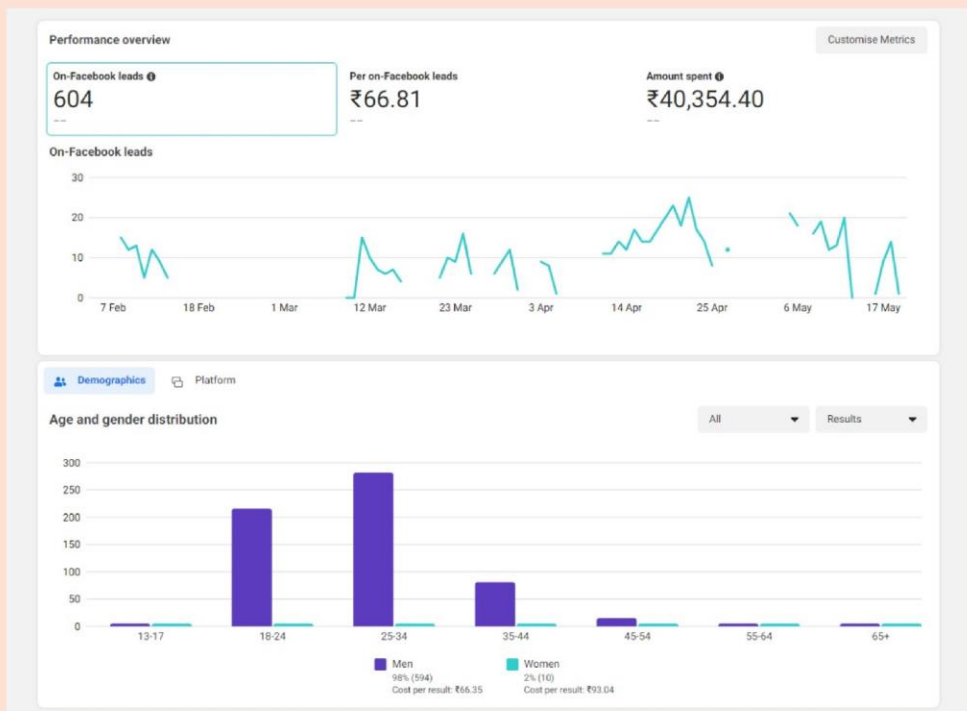 Performance overview
Customise Metrics
On-Facebook leads
604
--
Per on-Facebook leads
₹66.81
--
Amount spent
₹40,354.40
--
On-Facebook leads
30
20
10
0
7 Feb 18 Feb 1 Mar 12 Mar 23 Mar 3 Apr 14 Apr 25 Apr 6 May 17 May
Demographics Platform
Age and gender distribution
All Results
300
250
200
150
100
50
0
13-17 18-24 25-34 35-44 45-54 55-64 65+
Men
98% (594)
Cost per result: ₹66.35
Women
2% (10)
Cost per result: ₹93.04